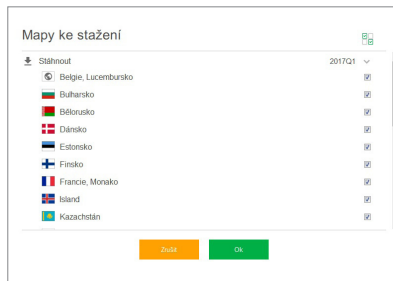 Mapy ke stažení
Stáhnout 2017Q1
Belgie, Lucembursko
Bulharsko
Bělorusko
Dánsko
Estonsko
Finsko
Francie, Monako
Island
Kazachstán
Zrušit Ok